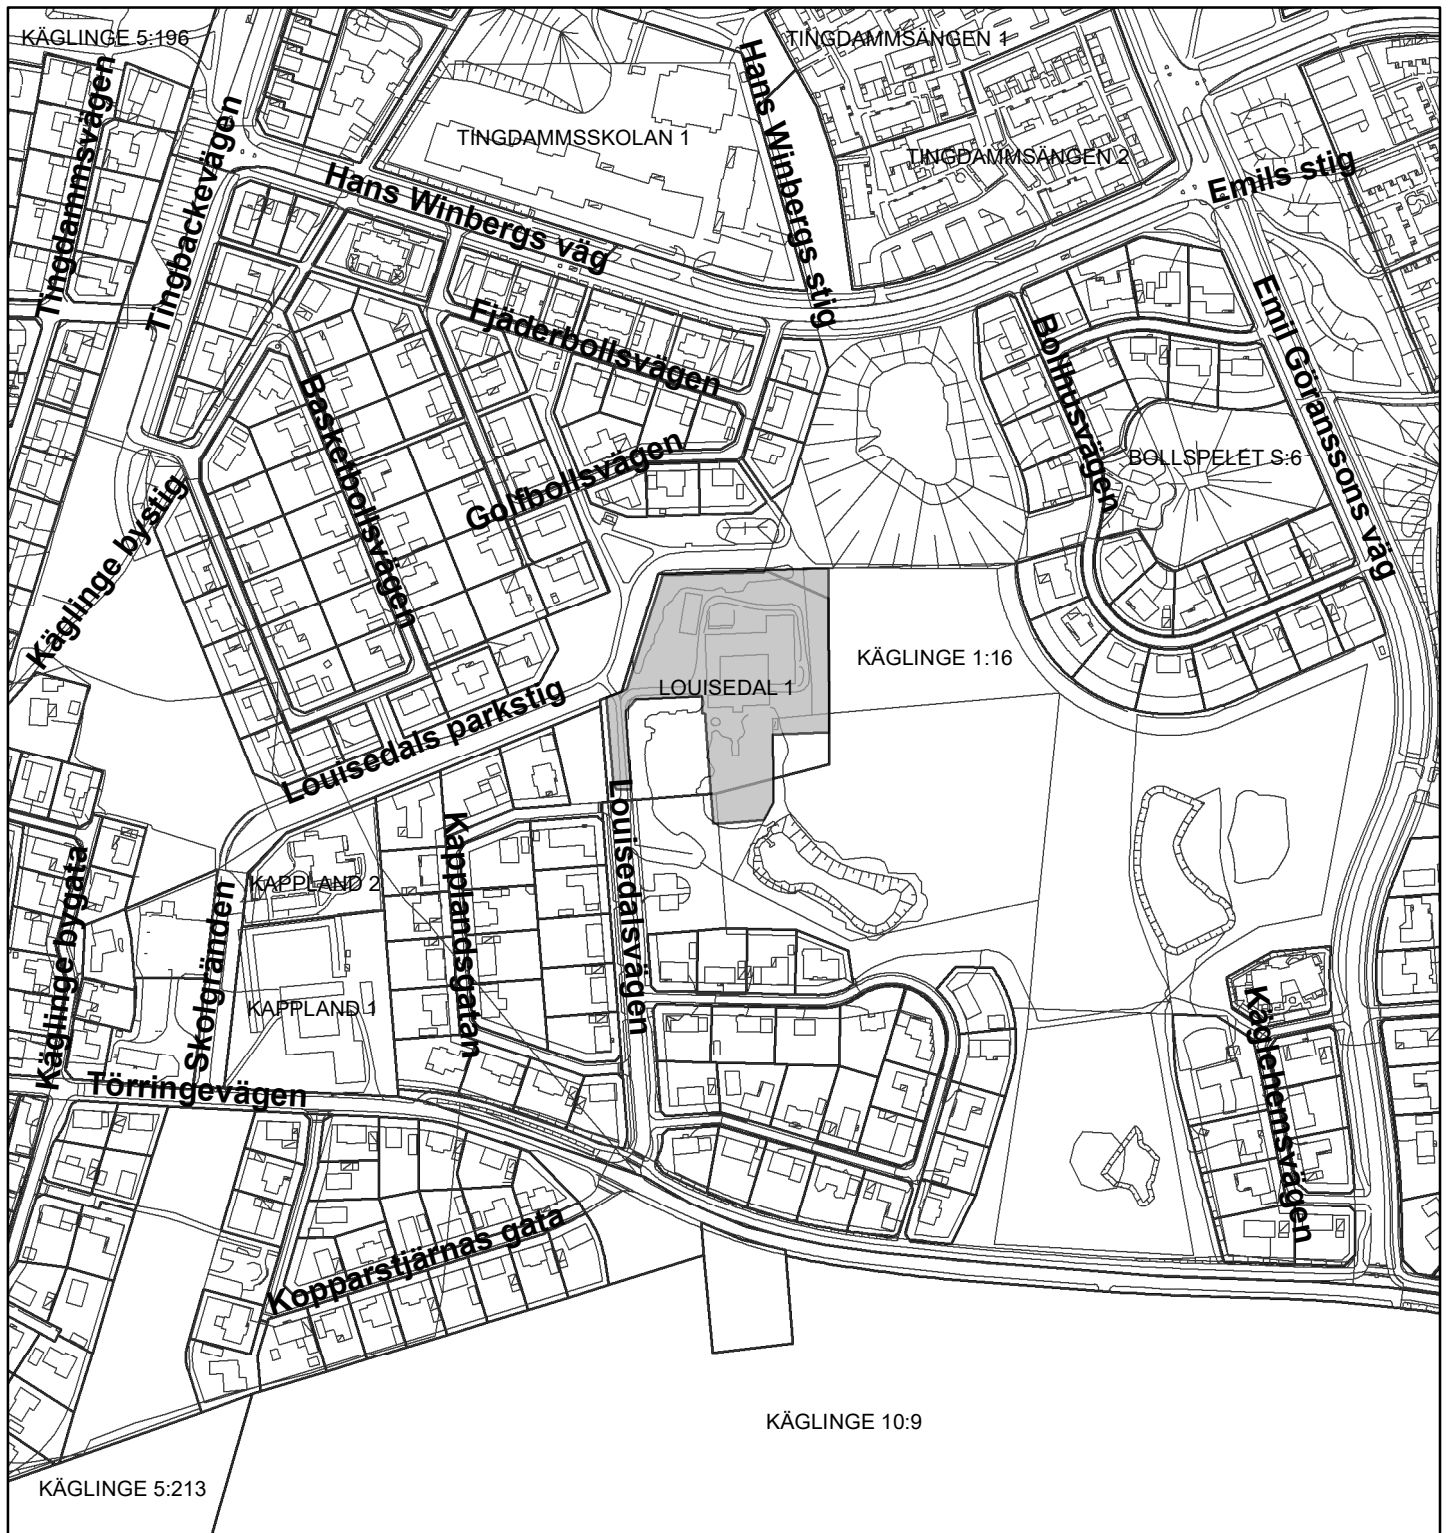 KÄGLINGE 5:196
TINGDAMMSÄNGEN 1
Hans Winbergs stig
Tingdammsvägen
Tingbackevägen
TINGDAMMSSKOLAN 1
TINGDAMMSÄNGEN 2
Emils stig
Hans Winbergs väg
Fjäderbollsvägen
Bollhusvägen
Emil Göranssons väg
Basketbollsvägen
Golfbollsvägen
BOLLSPELET S:6
Käglinge bystig
KÄGLINGE 1:16
LOUISEDAL 1
Louisedals parkstig
Louisedalsvägen
Kapplandsgatan
KAPPLAND 2
Käglinge bygata
Skolgränden
KAPPLAND 1
Käglehemsvägen
Törringevägen
Kopparstjärnas gata
KÄGLINGE 10:9
KÄGLINGE 5:213